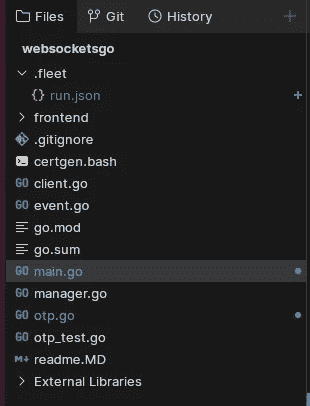 Files Git History
websocketsgo
.fleet
{} run.json
frontend
.gitignore
certgen.bash
GO client.go
GO event.go
go.mod
go.sum
GO main.go
GO manager.go
GO otp.go
GO otp_test.go
M↓ readme.MD
External Libraries